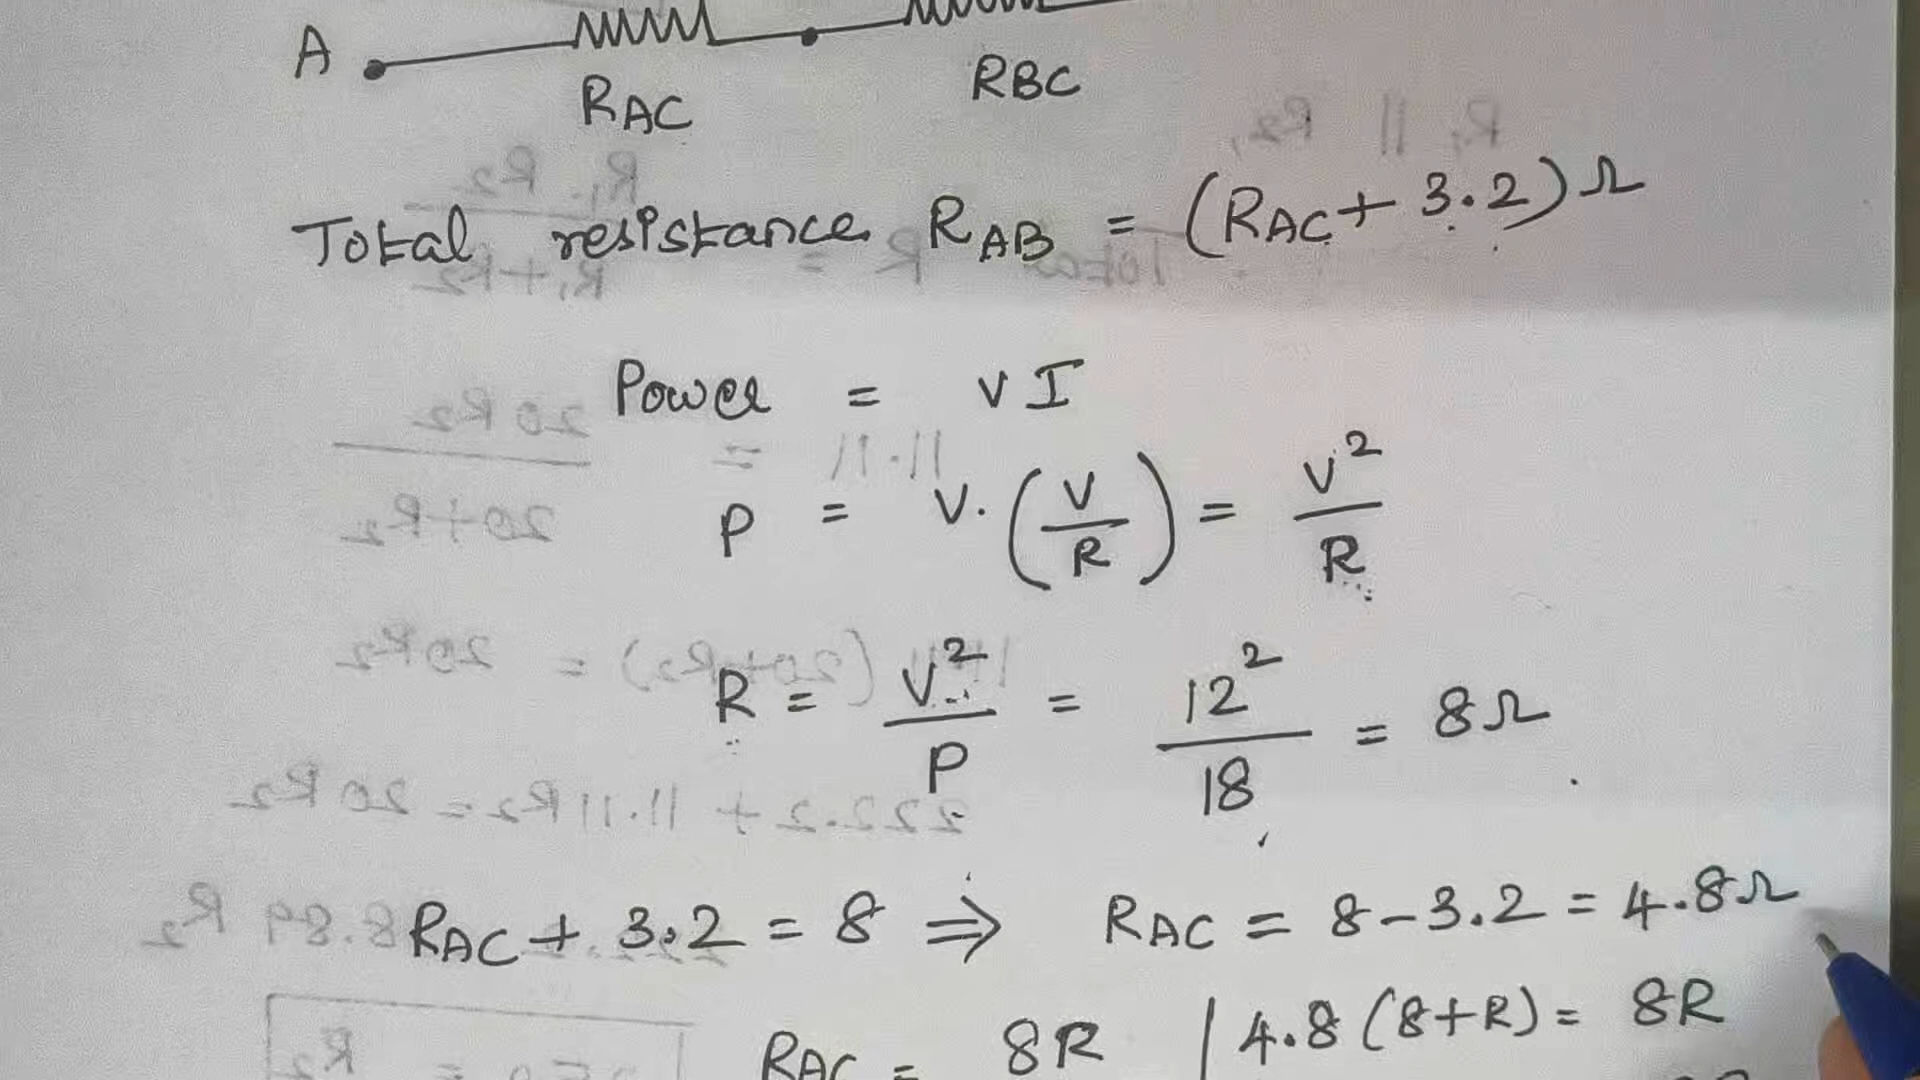 A
RAC RBC
Total resistance RAB = (RAC + 3.2) Ω
Power = VI
P = V. (V/R) = V²/R
R = V²/P = 12²/18 = 8Ω
RAC + 3.2 = 8 ⇒ RAC = 8 - 3.2 = 4.8Ω
RAC = 8R | 4.8 (8+R) = 8R